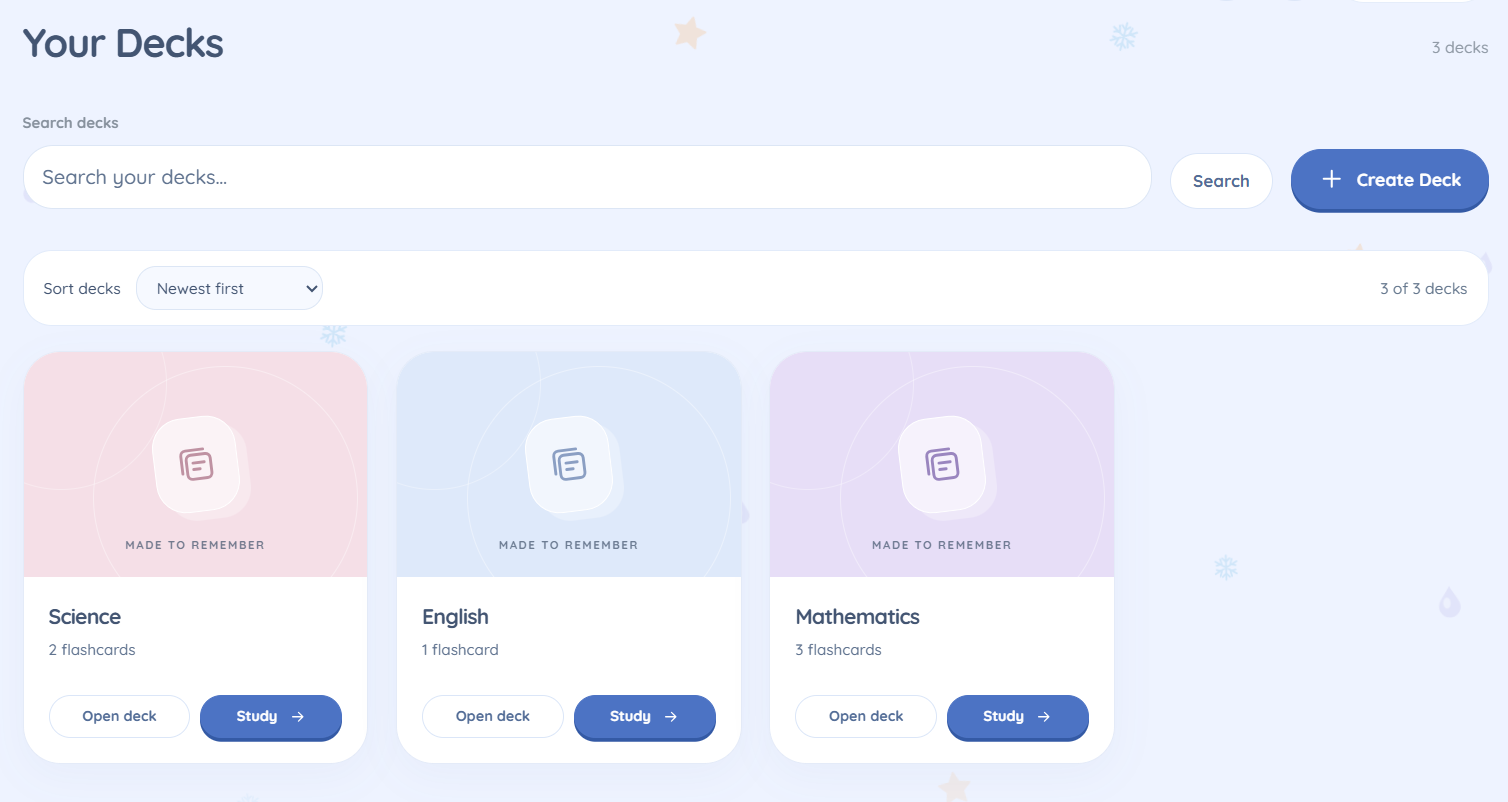 Your Decks
3 decks
Search decks
Search your decks...
Search
Create Deck
Sort decks
Newest first
3 of 3 decks
MADE TO REMEMBER
MADE TO REMEMBER
MADE TO REMEMBER
Science
2 flashcards
Open deck
Study →
English
1 flashcard
Open deck
Study →
Mathematics
3 flashcards
Open deck
Study →